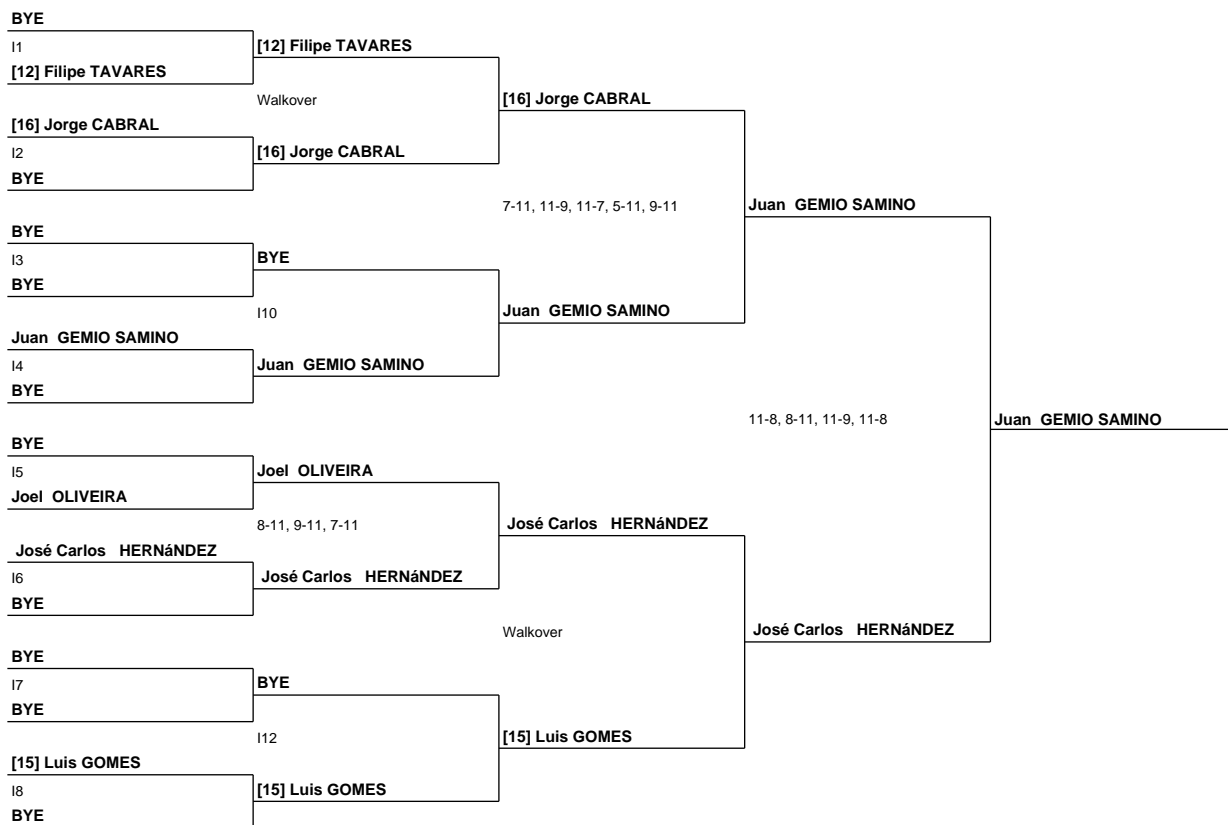 BYE
I1
[12] Filipe TAVARES
[12] Filipe TAVARES
Walkover
[16] Jorge CABRAL
[16] Jorge CABRAL
I2
[16] Jorge CABRAL
BYE
7-11, 11-9, 11-7, 5-11, 9-11
Juan GEMIO SAMINO
BYE
I3
BYE
BYE
I10
Juan GEMIO SAMINO
Juan GEMIO SAMINO
I4
Juan GEMIO SAMINO
BYE
11-8, 8-11, 11-9, 11-8
Juan GEMIO SAMINO
BYE
I5
Joel OLIVEIRA
Joel OLIVEIRA
8-11, 9-11, 7-11
José Carlos HERNáNDEZ
José Carlos HERNáNDEZ
I6
José Carlos HERNáNDEZ
BYE
Walkover
José Carlos HERNáNDEZ
BYE
I7
BYE
BYE
I12
[15] Luis GOMES
[15] Luis GOMES
I8
[15] Luis GOMES
BYE